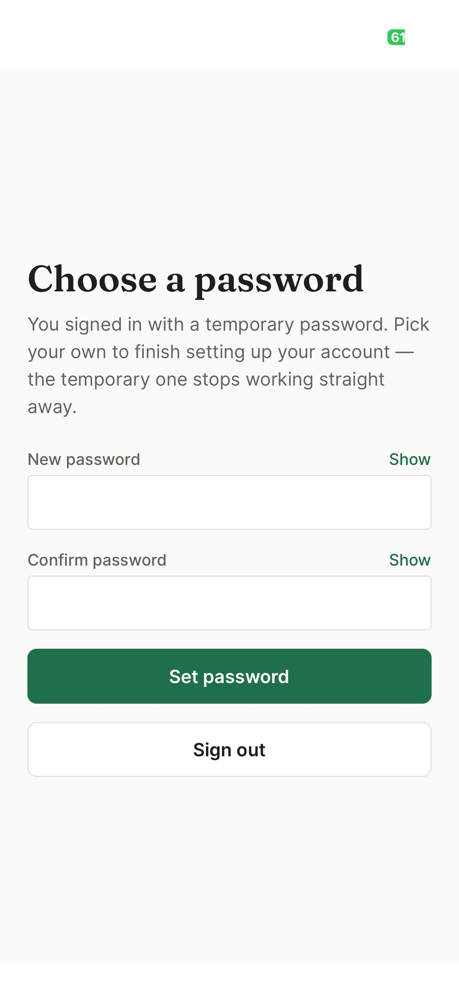 61
Choose a password
You signed in with a temporary password. Pick
your own to finish setting up your account —
the temporary one stops working straight
away.
New password Show
Confirm password Show
Set password
Sign out